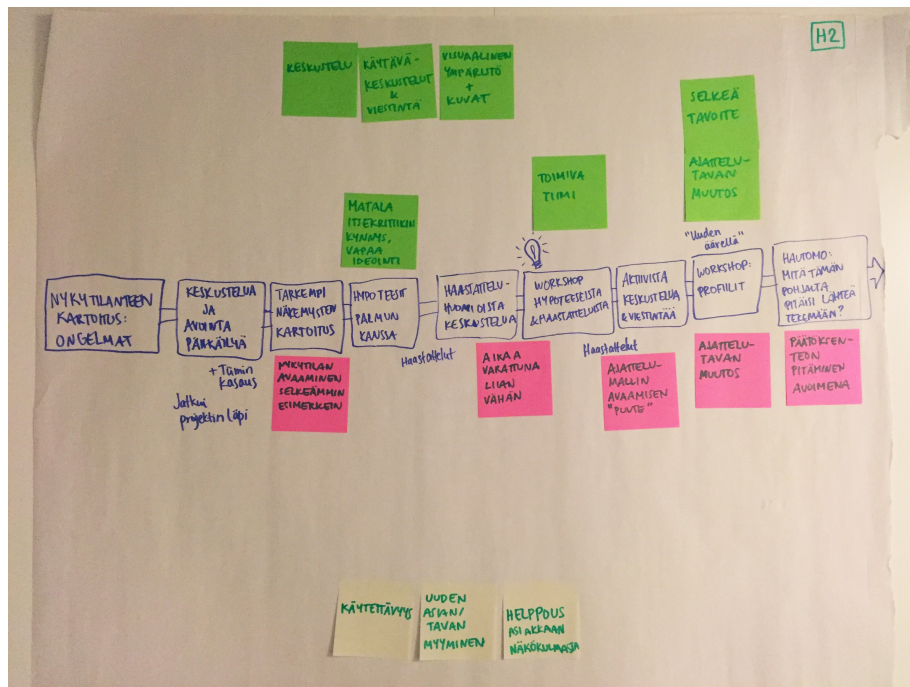 H2
KESKUSTELU
KÄYTÄVÄ-
KESKUSTELUT
&
VIESTINTÄ
VISUAALINEN
YMPÄRISTÖ
+
KUVAT
SELKEÄ
TAVOITE
AJATTELU-
TAVAN
MUUTOS
TOIMIVA
TIIMI
MATALA
ITSEKRITIIKIN
KYNNYS,
VAPAA
IDEOINTI
"Uuden
äärellä"
NYKYTILANTEEN
KARTOITUS:
ONGELMAT
KESKUSTELUA
JA
AVOINTA
PÄHKÄILYÄ
TARKEMPI
NÄKEMYSTEN
KARTOITUS
HYPOTEESIT
PALMUN
KANSSA
HAASTATTELU-
HUOMIOISTA
KESKUSTELUA
WORKSHOP
HYPOTEESEISTA
& HAASTATTELUISTA
AKTIIVISTA
KESKUSTELUA
& VIESTINTÄÄ
WORKSHOP:
PROFIILIT
HAUTOMO:
MITÄ TÄMÄN
POHJALTA
PITÄISI LÄHTEÄ
TEKEMÄÄN?
+ Tiimin
kasaus
Jatkui
projektin läpi
Haastattelut
Haastattelut
NYKYTILAN
AVAAMINEN
SELKEÄMMIN
ESIMERKEIN
AIKAA
VARATTUNA
LIIAN
VÄHÄN
AJATTELU-
MALLIN
AVAAMISEN
"PUUTE"
AJATTELU-
TAVAN
MUUTOS
PÄÄTÖKSEN-
TEON
PITÄMINEN
AVOIMENA
KÄYTETTÄVYYS
UUDEN
ASIAN/
TAVAN
MYYMINEN
HELPPOUS
ASIAKKAAN
NÄKÖKULMASTA